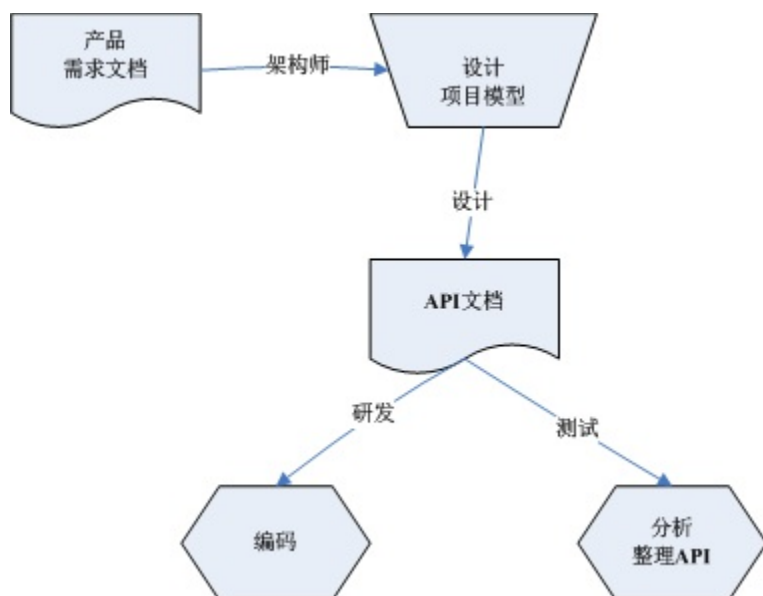 产品
需求文档
架构师
设计
项目模型
设计
API文档
研发
测试
编码
分析
整理API